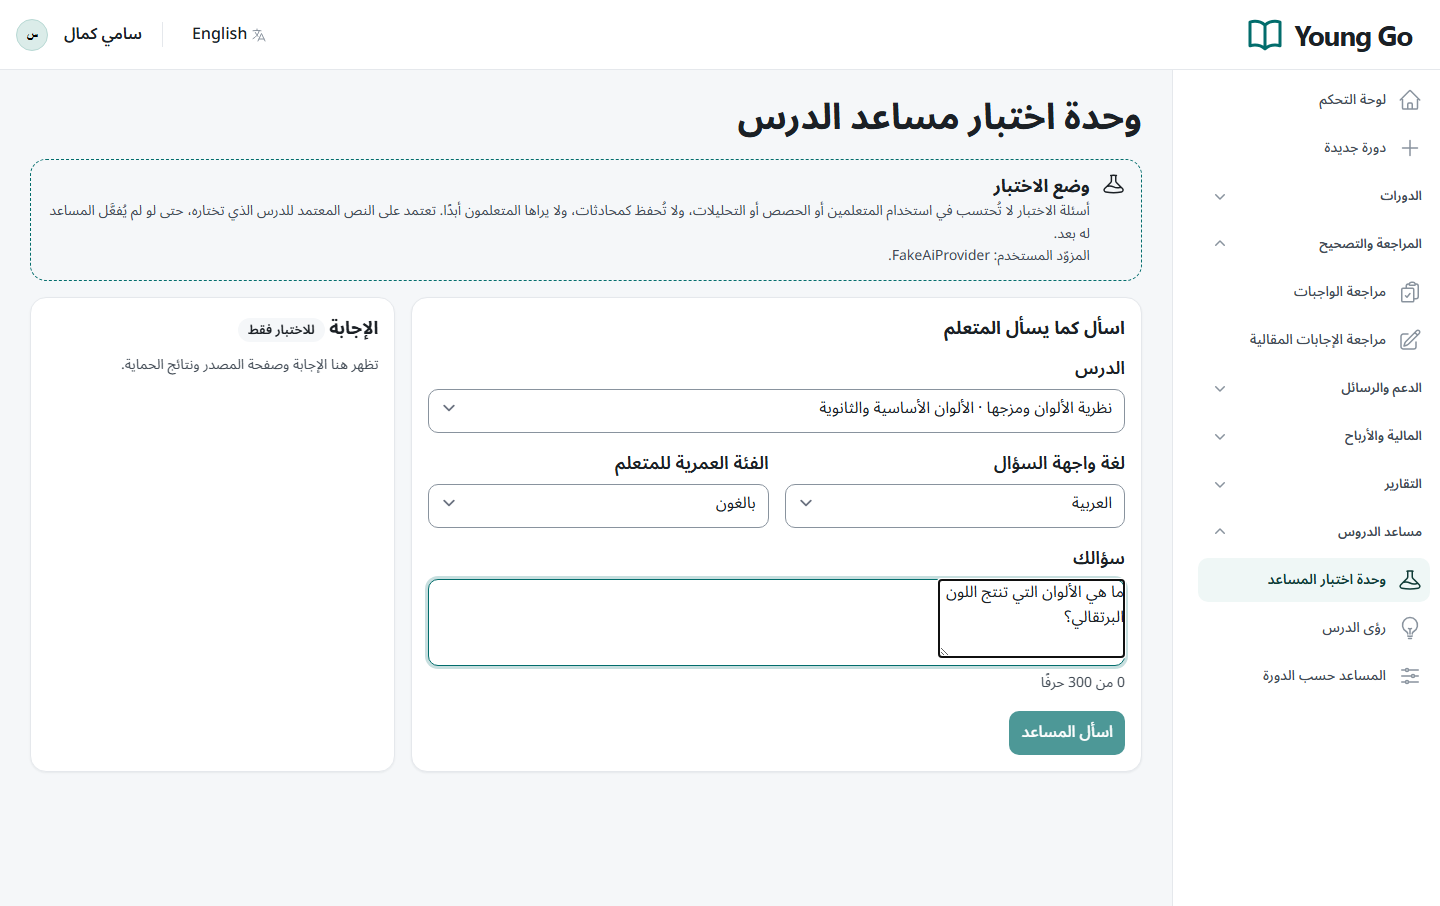 Young Go
English
سامي كمال
س
لوحة التحكم
دورة جديدة
الدورات
المراجعة والتصحيح
مراجعة الواجبات
مراجعة الإجابات المقالية
الدعم والرسائل
المالية والأرباح
التقارير
مساعد الدروس
وحدة اختبار المساعد
رؤى الدرس
المساعد حسب الدورة
وحدة اختبار مساعد الدرس
وضع الاختبار
أسئلة الاختبار لا تُحتسب في استخدام المتعلمين أو الحصص أو التحليلات، ولا تُحفظ كمحادثات، ولا يراها المتعلمون أبدًا. تعتمد على النص المعتمد للدرس الذي تختاره، حتى لو لم يُفعَّل المساعد
له بعد.
المزوّد المستخدم: FakeAiProvider.
اسأل كما يسأل المتعلم
الدرس
نظرية الألوان ومزجها · الألوان الأساسية والثانوية
لغة واجهة السؤال
العربية
الفئة العمرية للمتعلم
بالغون
سؤالك
ما هي الألوان التي تنتج اللون
البرتقالي؟
0 من 300 حرفًا
اسأل المساعد
الإجابة
للاختبار فقط
تظهر هنا الإجابة وصفحة المصدر ونتائج الحماية.